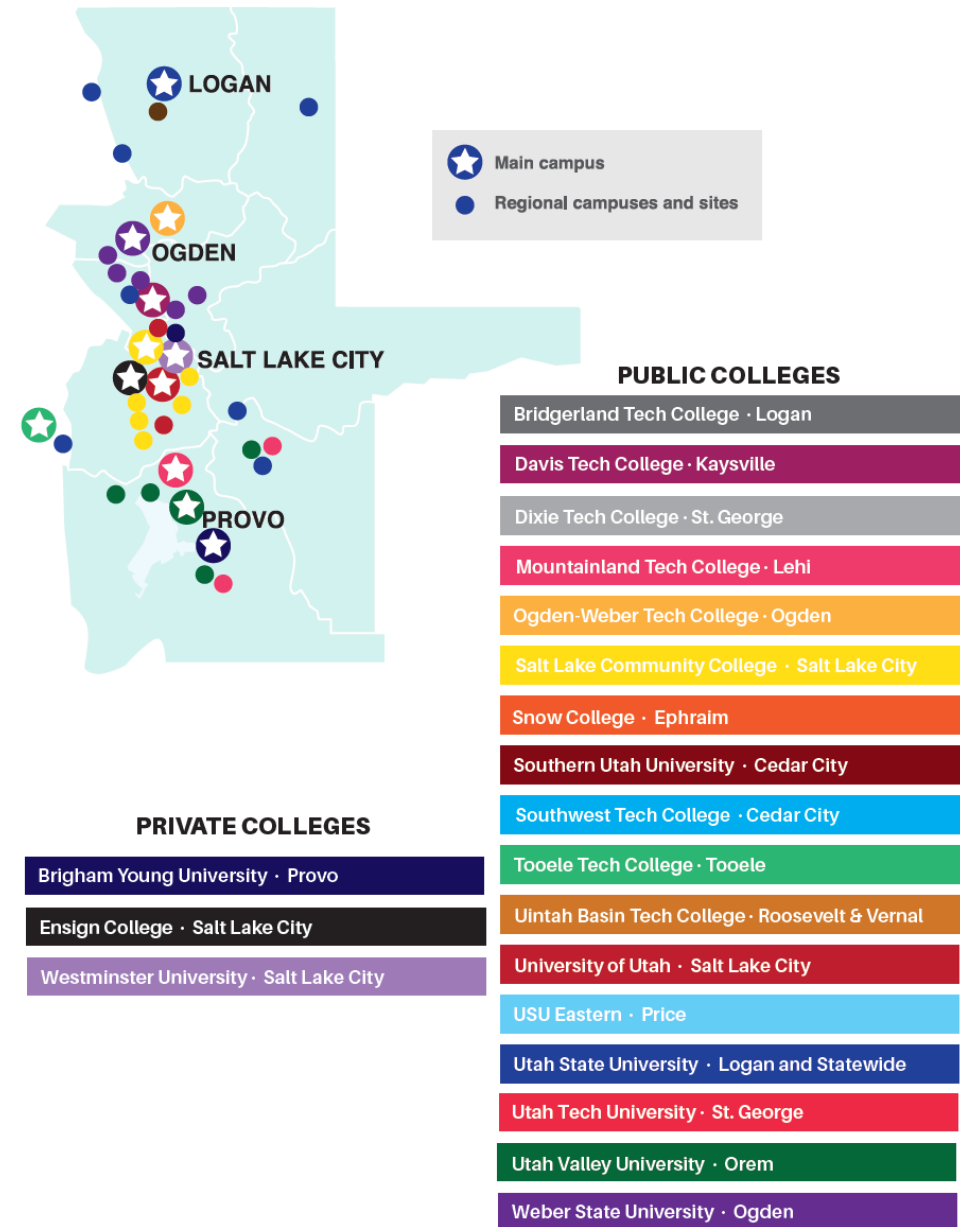 LOGAN
Main campus
Regional campuses and sites
OGDEN
SALT LAKE CITY
PROVO
PUBLIC COLLEGES
Bridgerland Tech College · Logan
Davis Tech College · Kaysville
Dixie Tech College · St. George
Mountainland Tech College · Lehi
Ogden-Weber Tech College · Ogden
Salt Lake Community College · Salt Lake City
Snow College · Ephraim
Southern Utah University · Cedar City
Southwest Tech College · Cedar City
Tooele Tech College · Tooele
Uintah Basin Tech College · Roosevelt & Vernal
University of Utah · Salt Lake City
USU Eastern · Price
Utah State University · Logan and Statewide
Utah Tech University · St. George
Utah Valley University · Orem
Weber State University · Ogden
PRIVATE COLLEGES
Brigham Young University · Provo
Ensign College · Salt Lake City
Westminster University · Salt Lake City